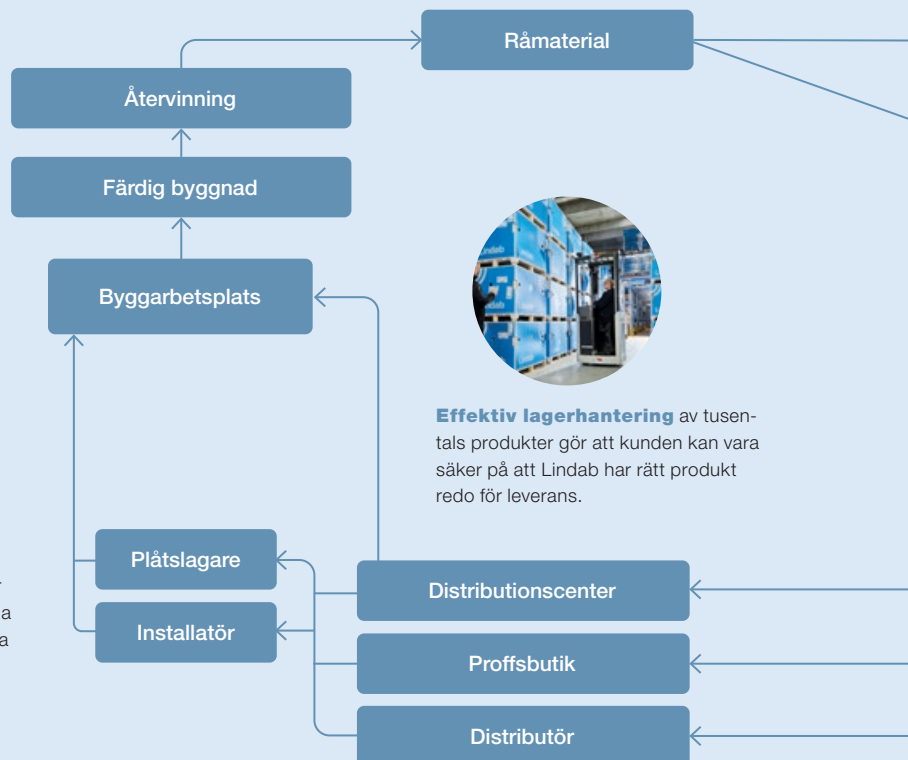 Råmaterial
Återvinning
Färdig byggnad
Byggarbetsplats
Effektiv lagerhantering av tusen-
tals produkter gör att kunden kan vara
säker på att Lindab har rätt produkt
redo för leverans.
Plåtslagare
Installatör
a
a
Distributionscenter
Proffsbutik
Distributör